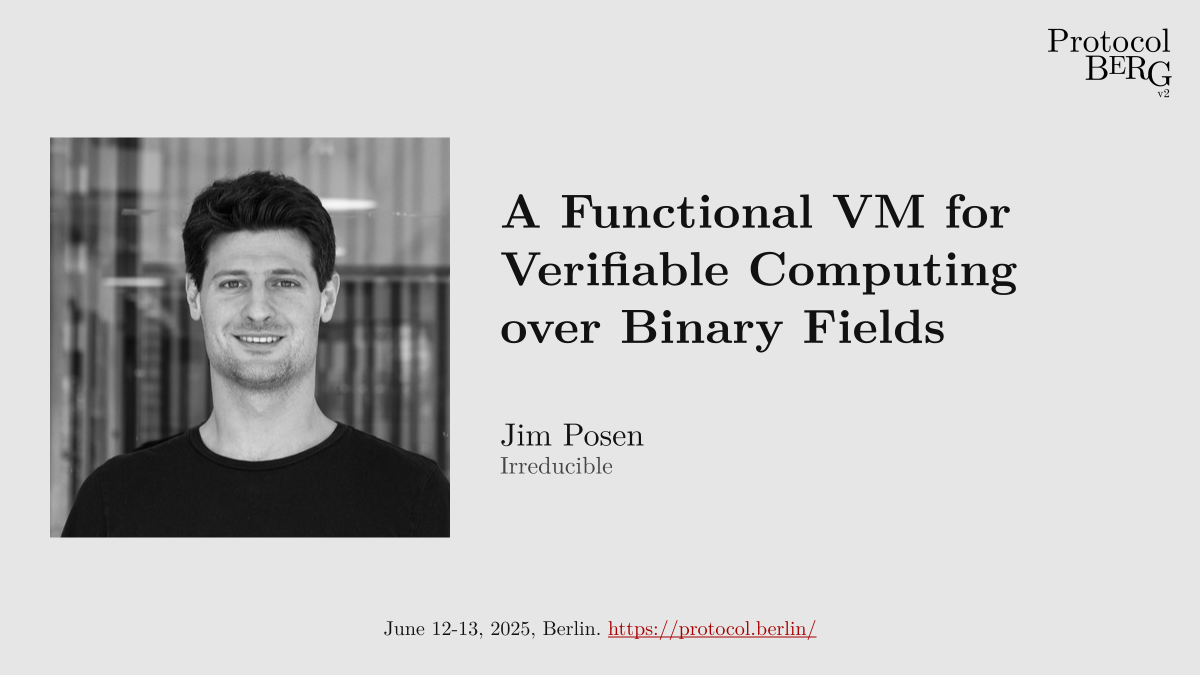 Protocol
BERG
v2
A Functional VM for
Verifiable Computing
over Binary Fields
Jim Posen
Irreducible
June 12-13, 2025, Berlin. https://protocol.berlin/